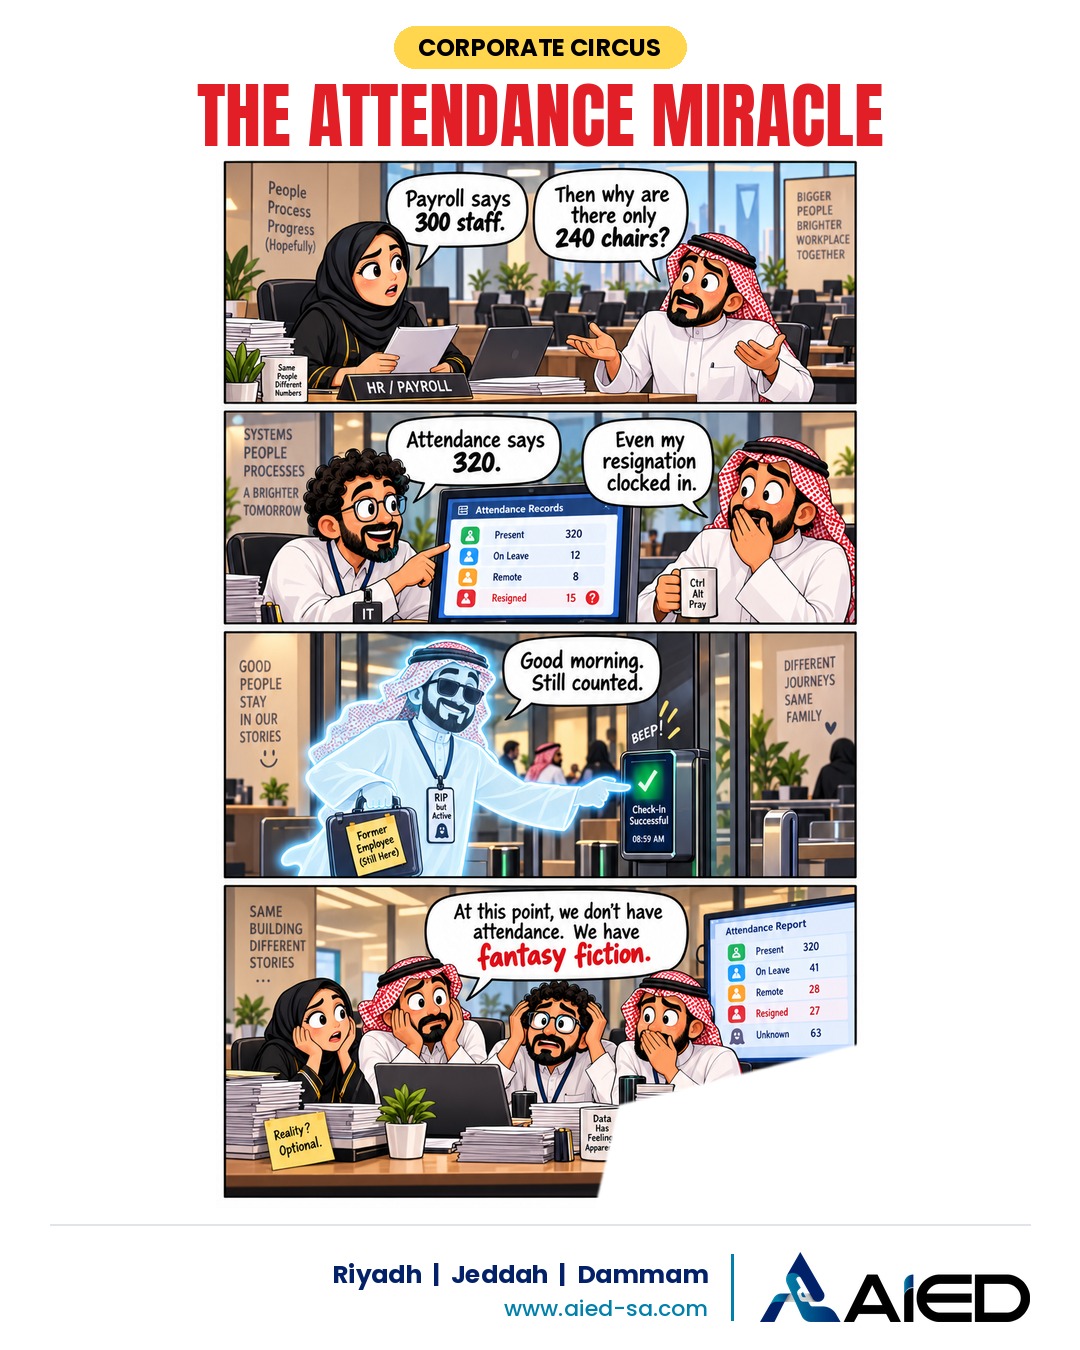 CORPORATE CIRCUS
THE ATTENDANCE MIRACLE
People
Process
Progress
(Hopefully)
Payroll says
300 staff.
Then why are
there only
240 chairs?
BIGGER
PEOPLE
BRIGHTER
WORKPLACE
TOGETHER
Same
People
Different
Numbers
HR / PAYROLL
SYSTEMS
PEOPLE
PROCESSES
A BRIGHTER
TOMORROW
Attendance says
320.
Even my
resignation
clocked in.
Attendance Records
Present 320
On Leave 12
Remote 8
Resigned 15 ?
IT
Ctrl
Alt
Pray
GOOD
PEOPLE
STAY
IN OUR
STORIES
Good morning.
Still counted.
DIFFERENT
JOURNEYS
SAME
FAMILY
BEEP!
RIP
but
Active
Former
Employee
(Still Here)
Check-In
Successful
08:59 AM
SAME
BUILDING
DIFFERENT
STORIES
...
At this point, we don't have
attendance. We have
fantasy fiction.
Attendance Report
Present 320
On Leave 41
Remote 28
Resigned 27
Unknown 63
Reality?
Optional.
Data
Has
Feeling
Appare
Riyadh | Jeddah | Dammam
www.aied-sa.com
AiED